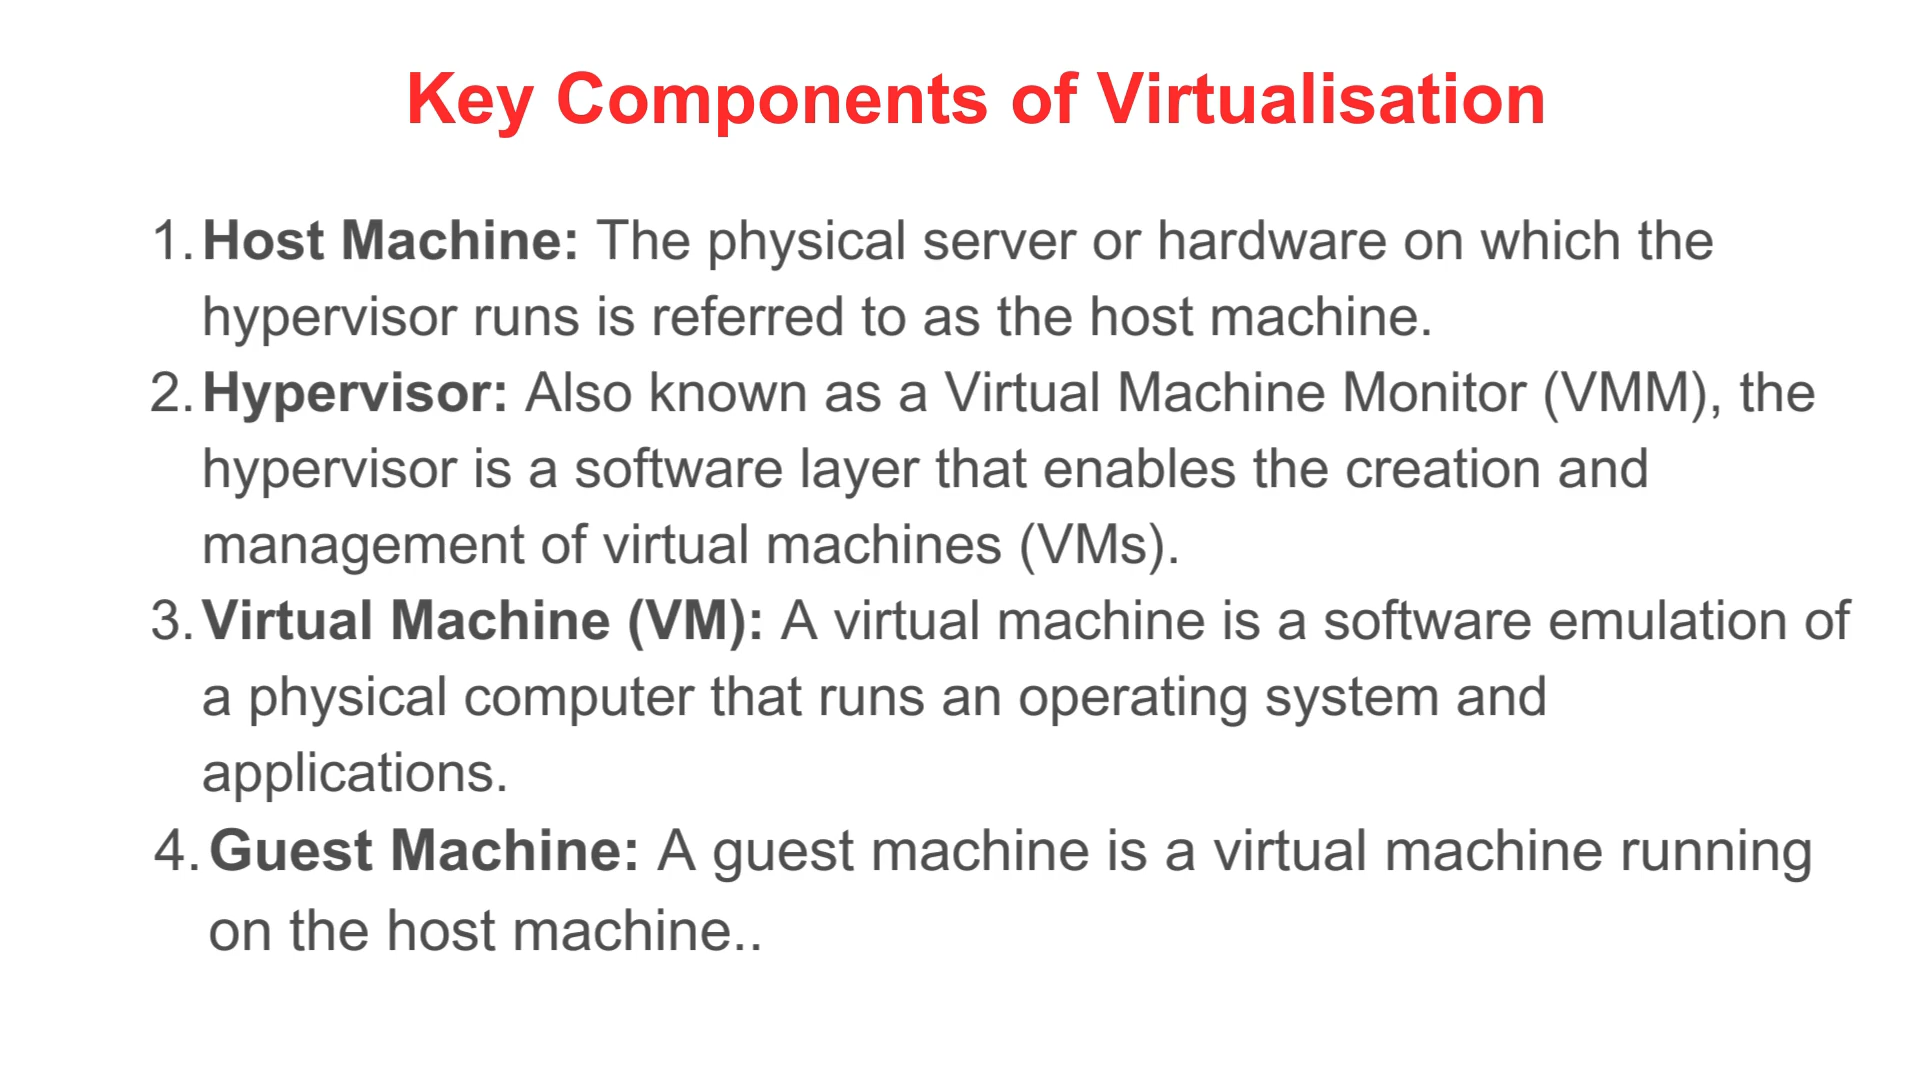 Key Components of Virtualisation
1. Host Machine: The physical server or hardware on which the
hypervisor runs is referred to as the host machine.
2. Hypervisor: Also known as a Virtual Machine Monitor (VMM), the
hypervisor is a software layer that enables the creation and
management of virtual machines (VMs).
3. Virtual Machine (VM): A virtual machine is a software emulation of
a physical computer that runs an operating system and
applications.
4. Guest Machine: A guest machine is a virtual machine running
on the host machine..